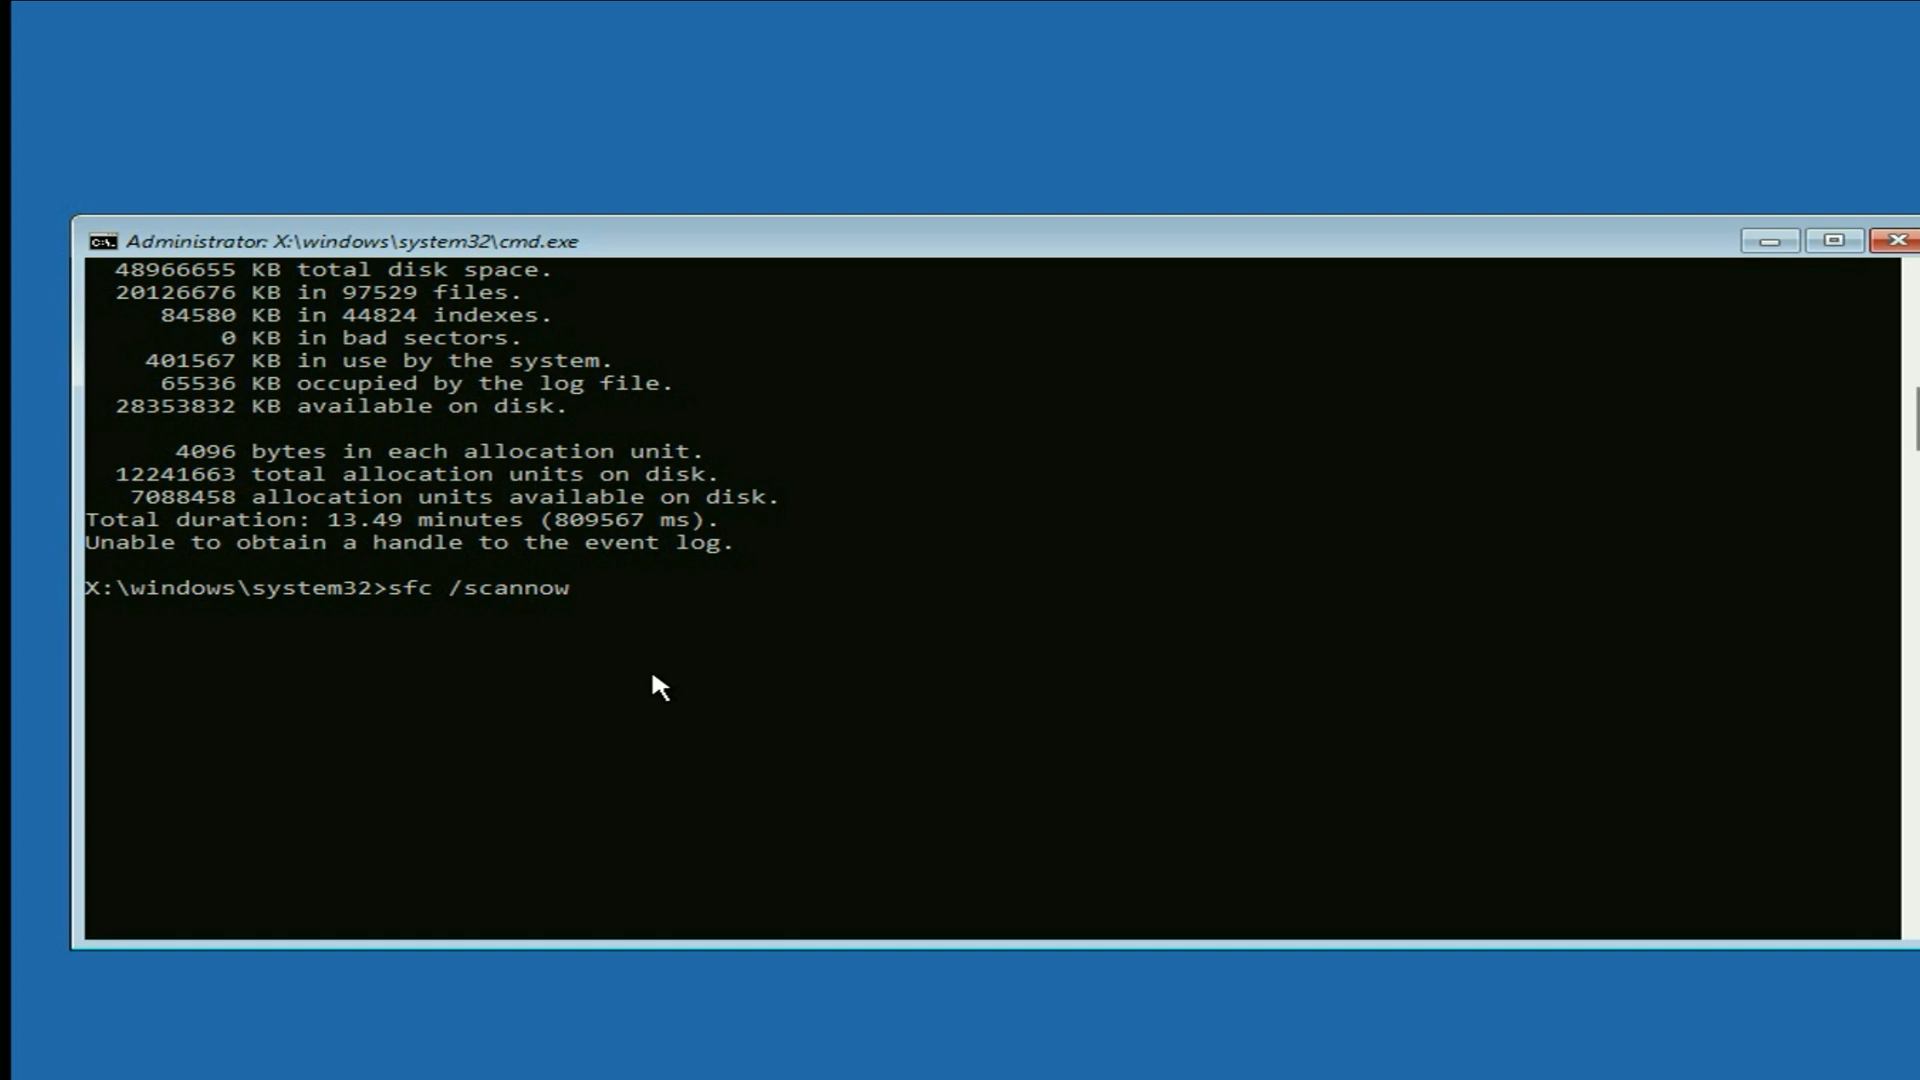 Administrator: X:\windows\system32\cmd.exe
48966655 KB total disk space.
20126676 KB in 97529 files.
84580 KB in 44824 indexes.
0 KB in bad sectors.
401567 KB in use by the system.
65536 KB occupied by the log file.
28353832 KB available on disk.
4096 bytes in each allocation unit.
12241663 total allocation units on disk.
7088458 allocation units available on disk.
Total duration: 13.49 minutes (809567 ms).
Unable to obtain a handle to the event log.
X:\windows\system32>sfc /scannow